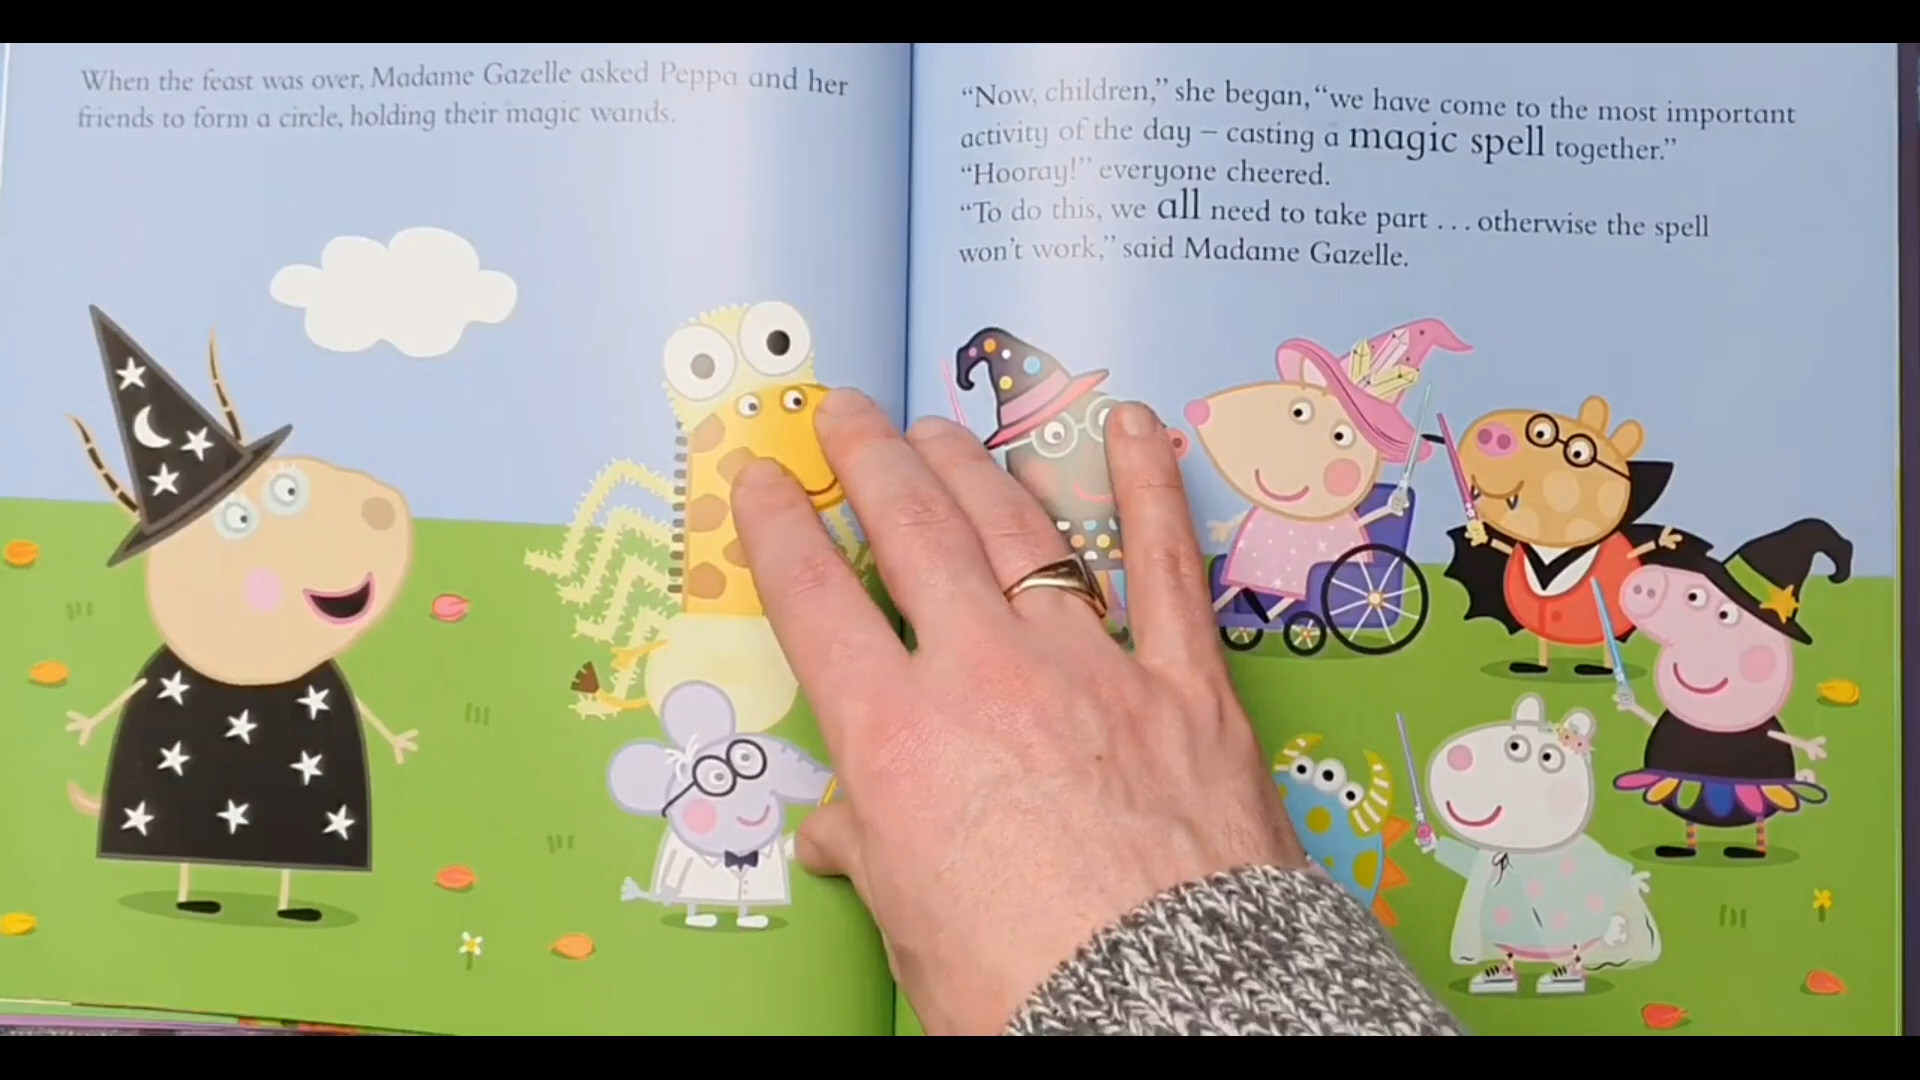 When the feast was over, Madame Gazelle asked Peppa and her
friends to form a circle, holding their magic wands.
“Now, children,” she began, “we have come to the most important
activity of the day – casting a magic spell together.”
“Hooray!” everyone cheered.
“To do this, we all need to take part . . . otherwise the spell
won’t work,” said Madame Gazelle.